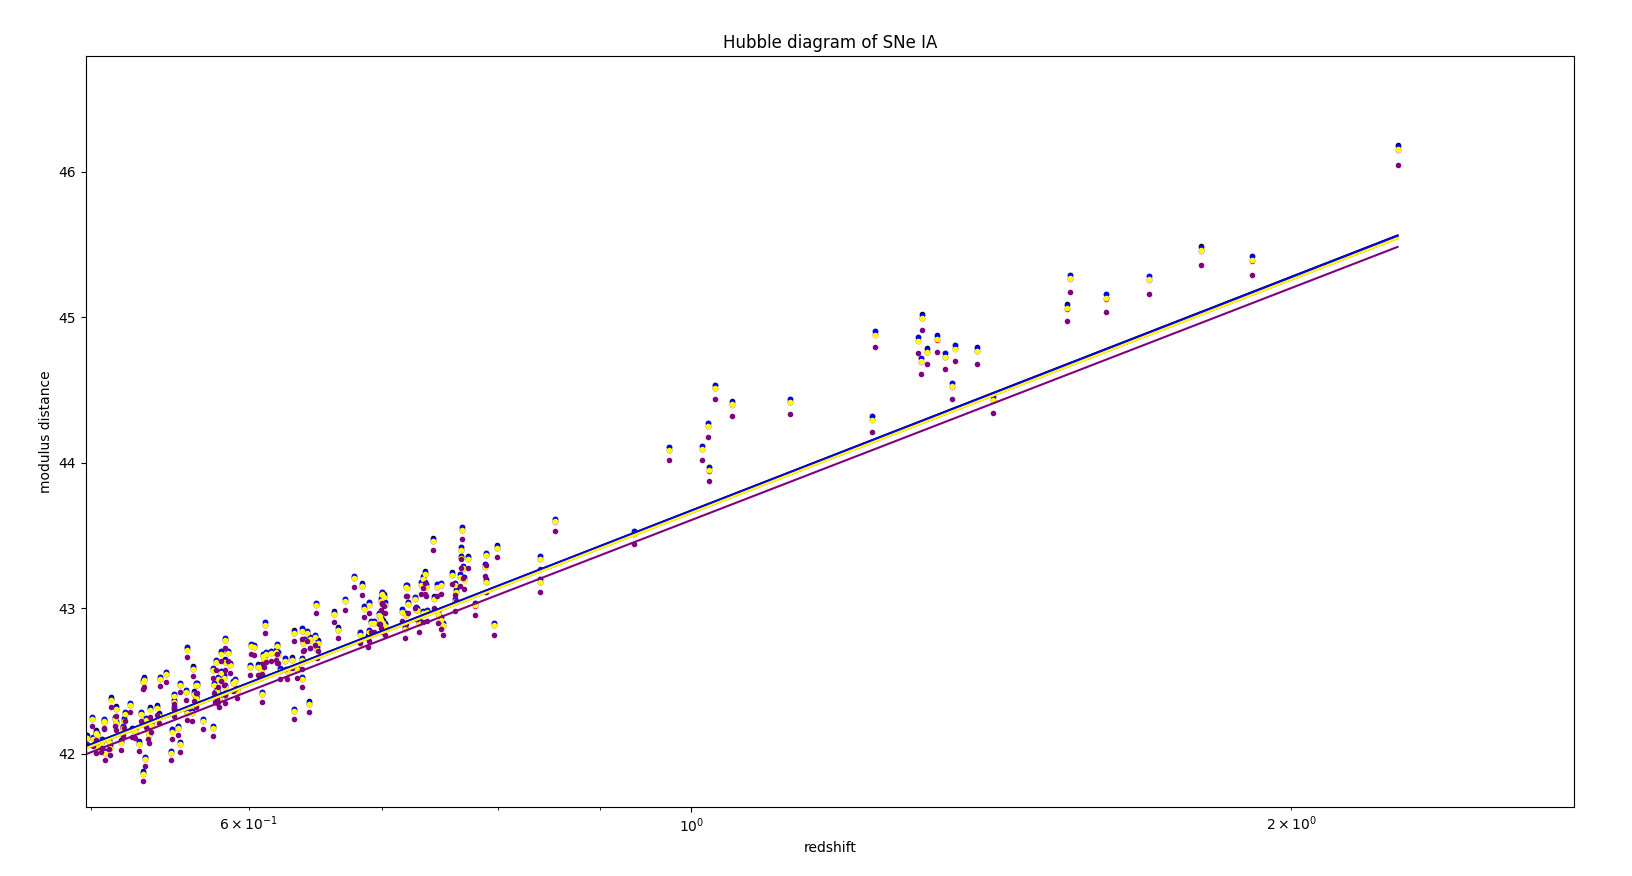 Hubble diagram of SNe IA
46
45
44
43
42
modulus distance
6 × 10⁻¹
10⁰
2 × 10⁰
redshift